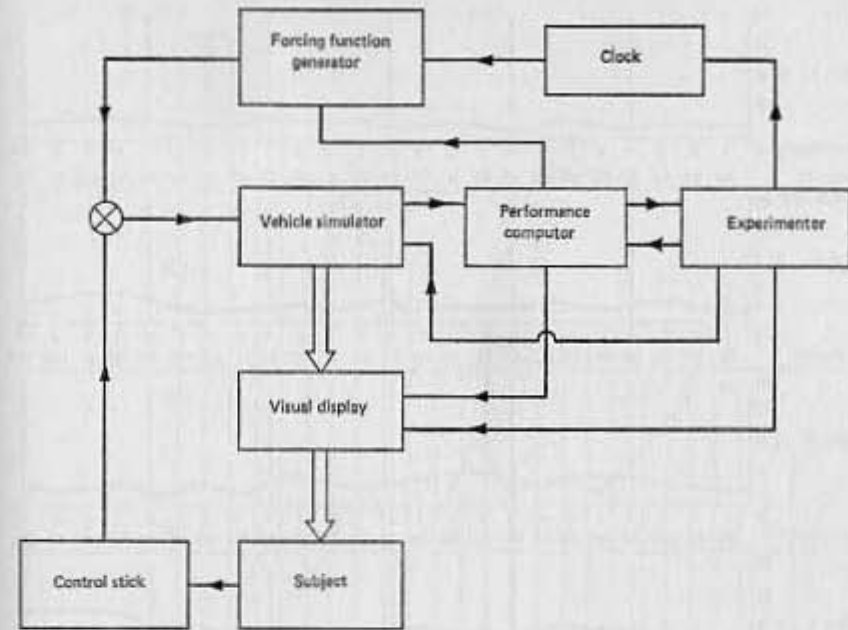 Forcing function
generator
Clock
Vehicle simulator
Performance
computor
Experimenter
Visual display
Control stick
Subject